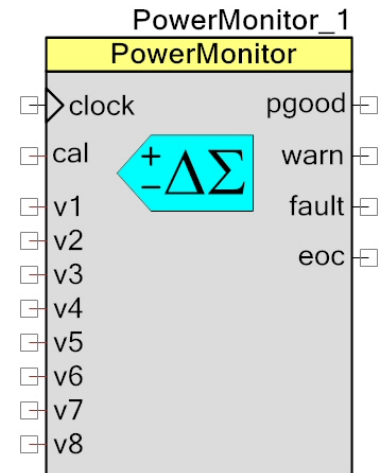 PowerMonitor_1
PowerMonitor
clock pgood
cal +−ΔΣ warn
v1 fault
v2 eoc
v3
v4
v5
v6
v7
v8